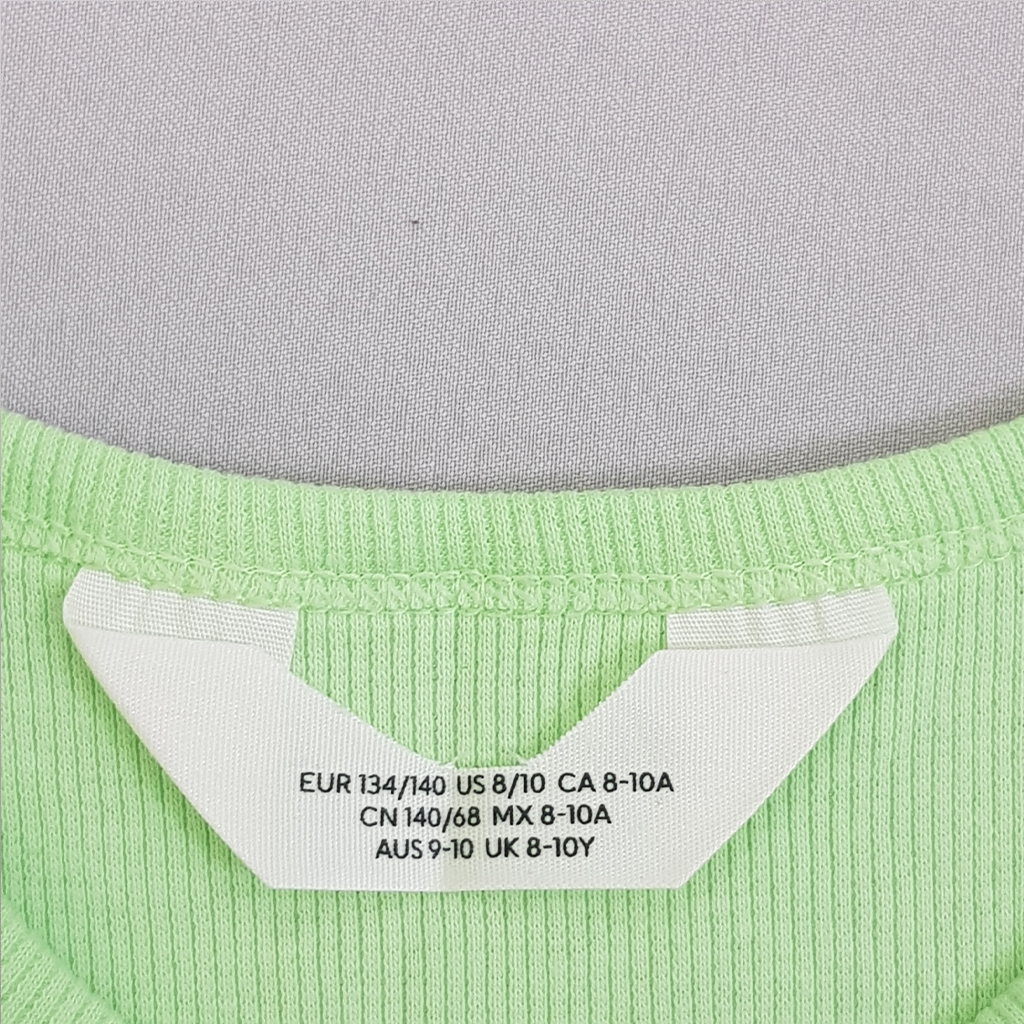 EUR 134/140 US 8/10 CA 8-10A
CN 140/68 MX 8-10A
AUS 9-10 UK 8-10Y